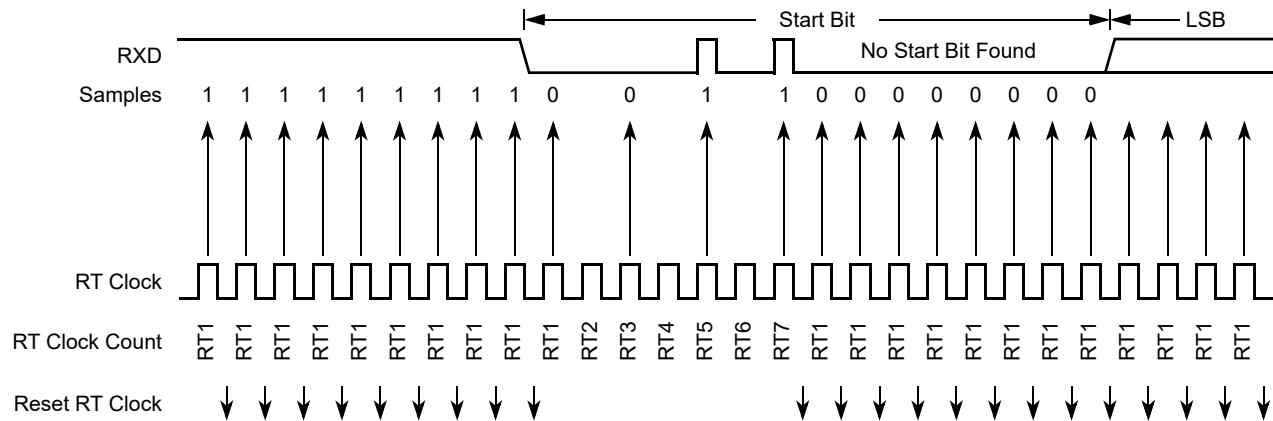 Start Bit
LSB
RXD
No Start Bit Found
Samples
1 1 1 1 1 1 1 1 1 0 0 1 1 0 0 0 0 0 0 0 0
RT Clock
RT Clock Count
RT1 RT1 RT1 RT1 RT1 RT1 RT1 RT1 RT1 RT1 RT2 RT3 RT4 RT5 RT6 RT7 RT1 RT1 RT1 RT1 RT1 RT1 RT1 RT1 RT1 RT1 RT1 RT1
Reset RT Clock